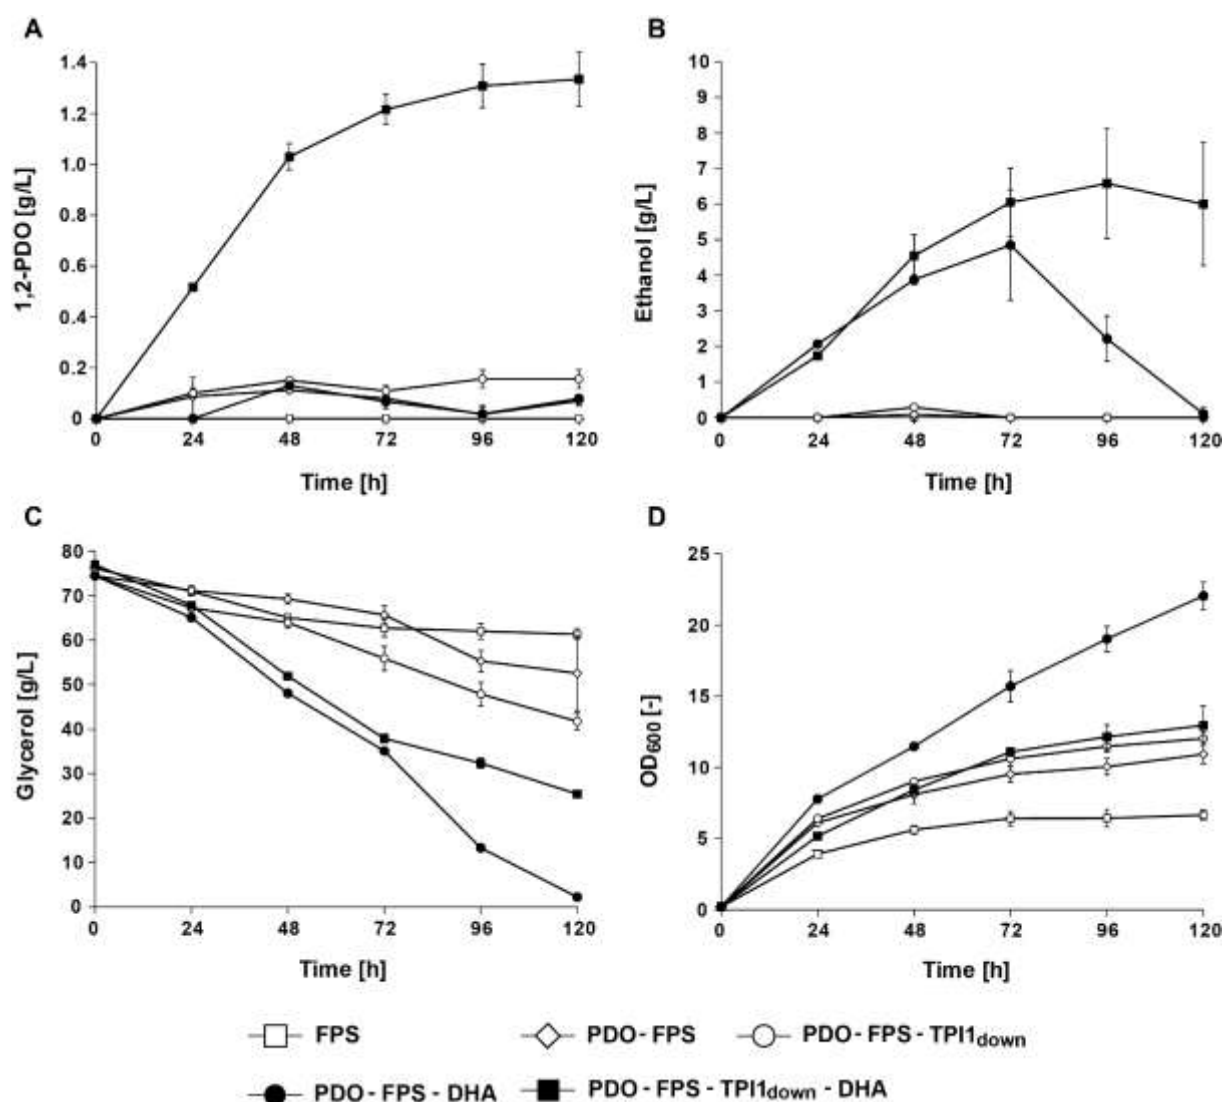 A
1,2-PDO [g/L]
1.4
1.2
1.0
0.8
0.6
0.4
0.2
0
0 24 48 72 96 120
Time [h]
B
Ethanol [g/L]
10
9
8
7
6
5
4
3
2
1
0
0 24 48 72 96 120
Time [h]
C
Glycerol [g/L]
80
70
60
50
40
30
20
10
0
0 24 48 72 96 120
Time [h]
D
OD600 [-]
25
20
15
10
5
0
0 24 48 72 96 120
Time [h]
FPS PDO - FPS PDO - FPS - TPI1down
PDO - FPS - DHA PDO - FPS - TPI1down - DHA